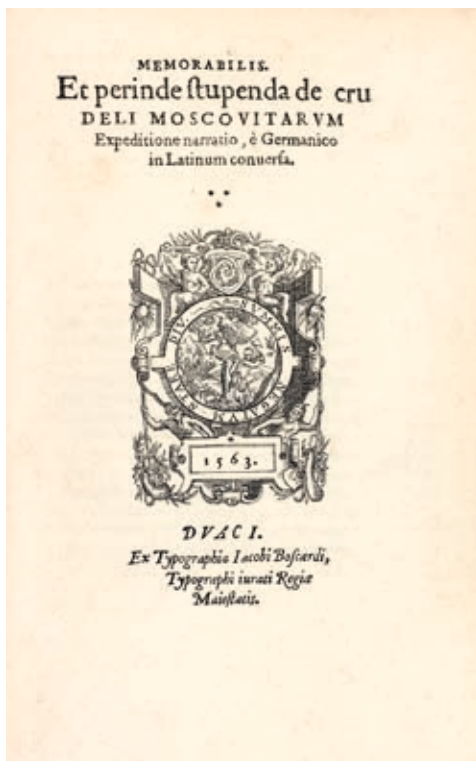 MEMORABILIS.
Et perinde ſtupenda de cru
DELI MOSCOVITARVM
Expeditione narratio, è Germanico
in Latinum conuerſa.
1563.
DVACI.
Ex Typographia Iacobi Boſcardi,
Typographi iurati Regiæ
Maieſtatis.